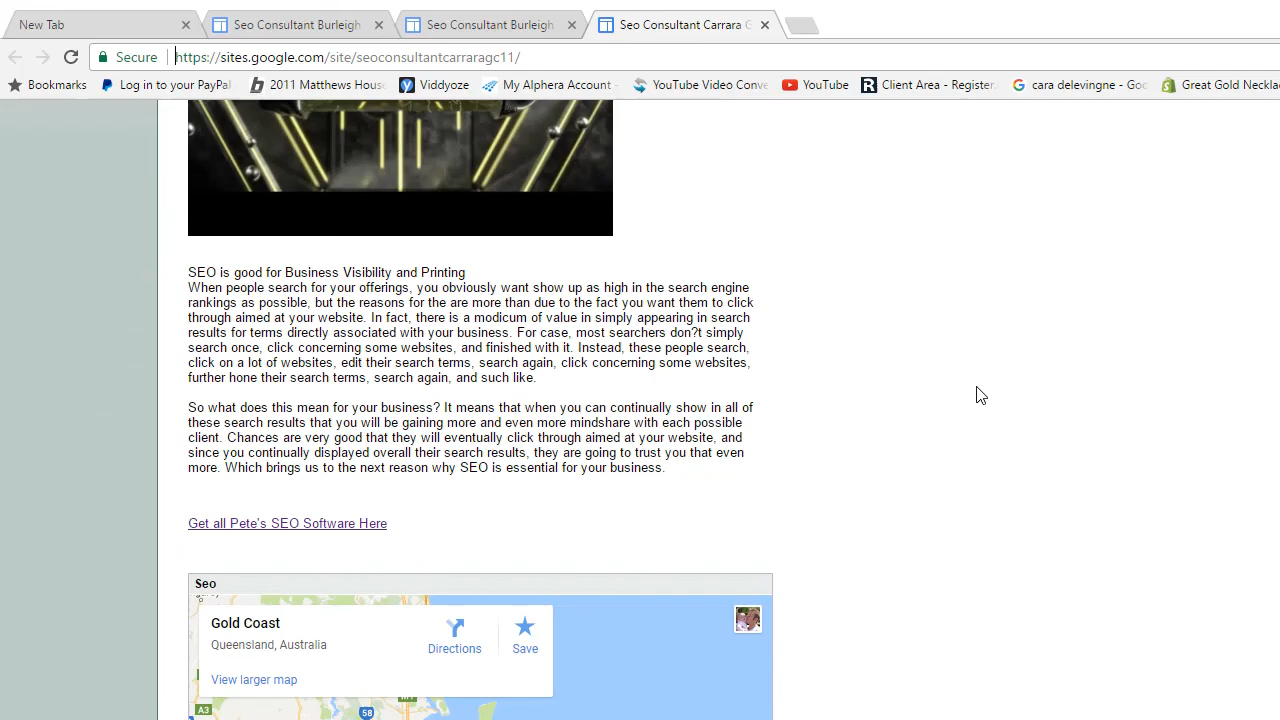 New Tab
Seo Consultant Burleigh
Seo Consultant Burleigh
Seo Consultant Carrara G
Secure
https://sites.google.com/site/seoconsultantcarraragc11/
Bookmarks
Log in to your PayPal
2011 Matthews Hous
Viddyoze
My Alphera Account -
YouTube Video Conve
YouTube
Client Area - Register.
cara delevingne - Goo
Great Gold Neckla
SEO is good for Business Visibility and Printing
When people search for your offerings, you obviously want show up as high in the search engine
rankings as possible, but the reasons for the are more than due to the fact you want them to click
through aimed at your website. In fact, there is a modicum of value in simply appearing in search
results for terms directly associated with your business. For case, most searchers don?t simply
search once, click concerning some websites, and finished with it. Instead, these people search,
click on a lot of websites, edit their search terms, search again, click concerning some websites,
further hone their search terms, search again, and such like.
So what does this mean for your business? It means that when you can continually show in all of
these search results that you will be gaining more and even more mindshare with each possible
client. Chances are very good that they will eventually click through aimed at your website, and
since you continually displayed overall their search results, they are going to trust you that even
more. Which brings us to the next reason why SEO is essential for your business.
Get all Pete's SEO Software Here
Seo
Gold Coast
Queensland, Australia
Directions
Save
View larger map
A3
58